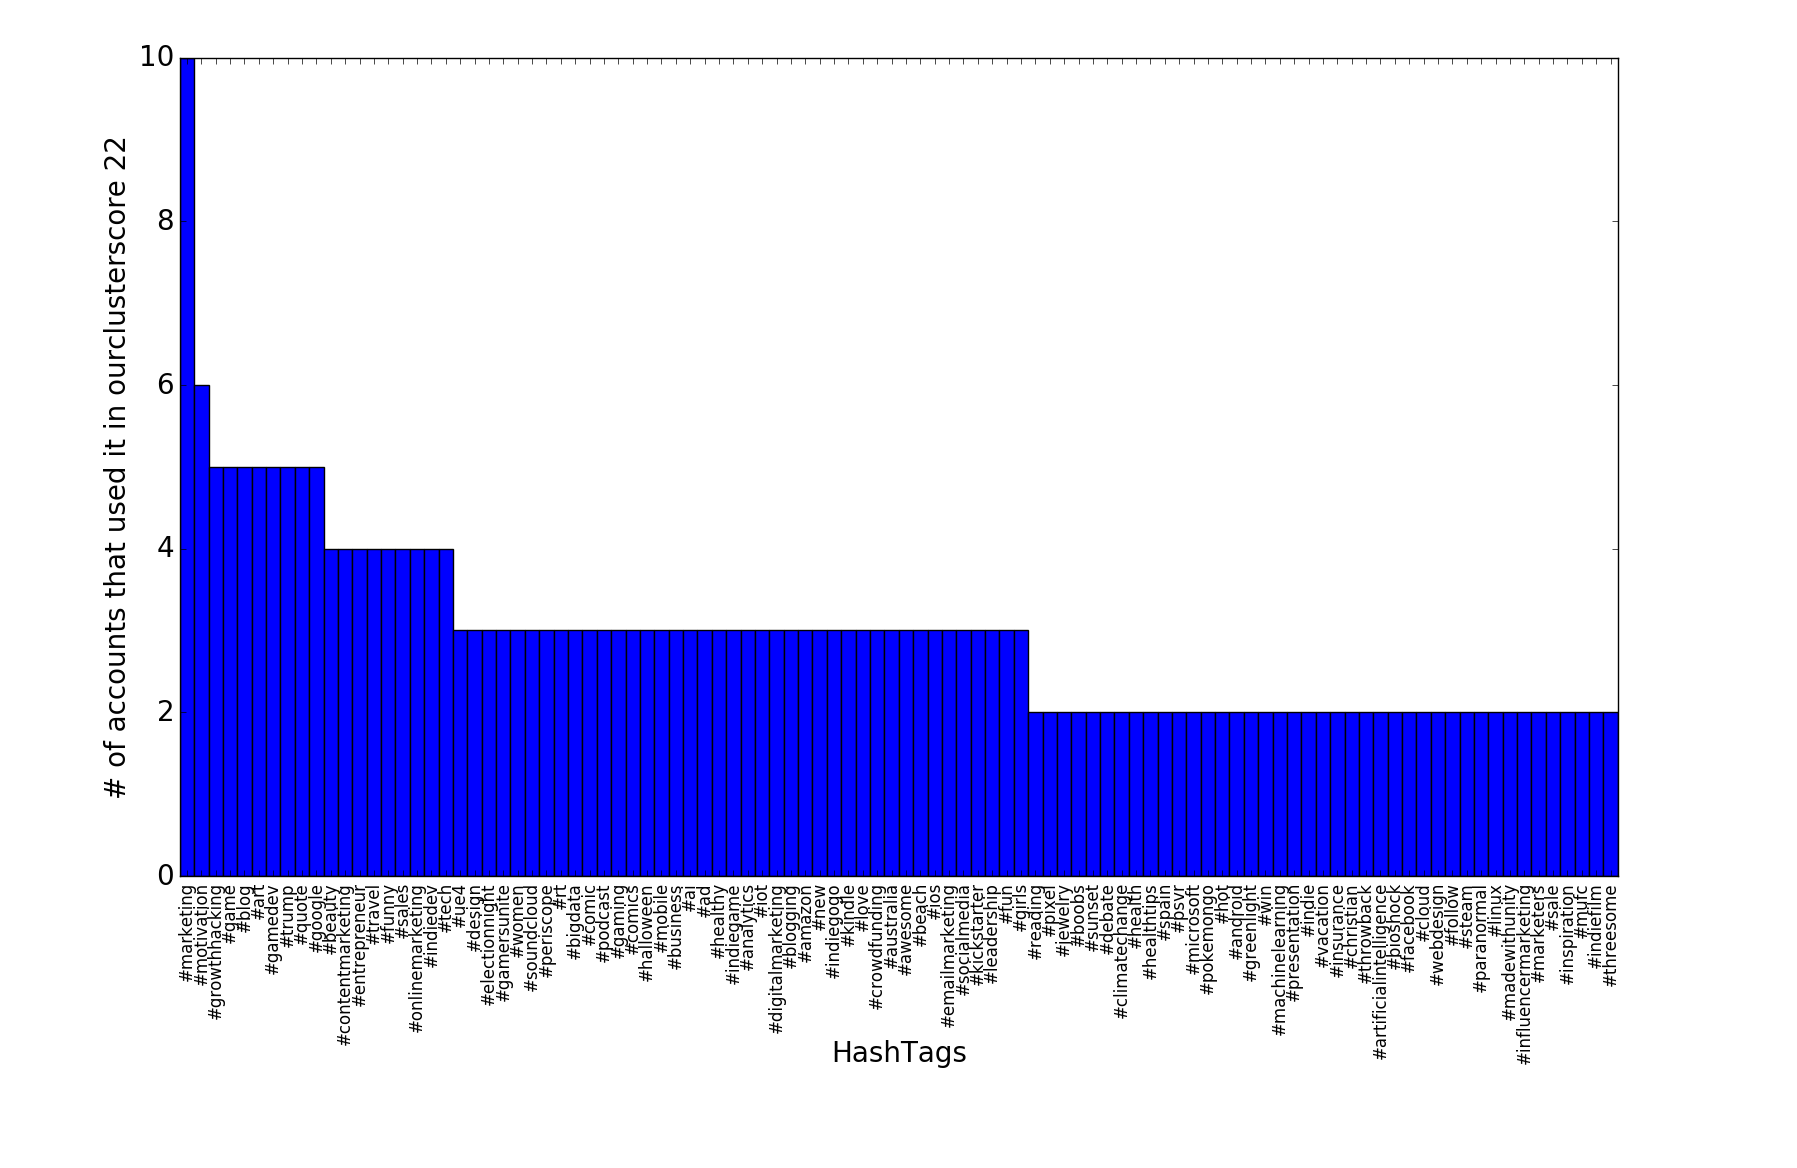 10
8
6
4
2
0
# of accounts that used it in ourclusterscore 22
#marketing
#motivation
#growthhacking
#game
#blog
#art
#gamedev
#trump
#quote
#google
#beauty
#contentmarketing
#entrepreneur
#travel
#funny
#sales
#onlinemarketing
#indiedev
#tech
#ue4
#design
#electionnight
#gamersunite
#women
#soundcloud
#periscope
#rt
#bigdata
#comic
#podcast
#gaming
#comics
#halloween
#mobile
#business
#ai
#ad
#healthy
#indiegame
#analytics
#iot
#digitalmarketing
#blogging
#amazon
#new
#indiegogo
#kindle
#love
#crowdfunding
#australia
#awesome
#beach
#ios
#emailmarketing
#socialmedia
#kickstarter
#leadership
#fun
#girls
#reading
#pixel
#jewelry
#boobs
#sunset
#debate
#climatechange
#health
#healthtips
#spain
#psvr
#microsoft
#pokemongo
#hot
#android
#greenlight
#win
#machinelearning
#presentation
#indie
#vacation
#insurance
#christian
#throwback
#artificialintelligence
#bioshock
#facebook
#cloud
#webdesign
#follow
#steam
#paranormal
#linux
#madewithunity
#influencermarketing
#marketers
#sale
#inspiration
#mufc
#indiefilm
#threesome
HashTags